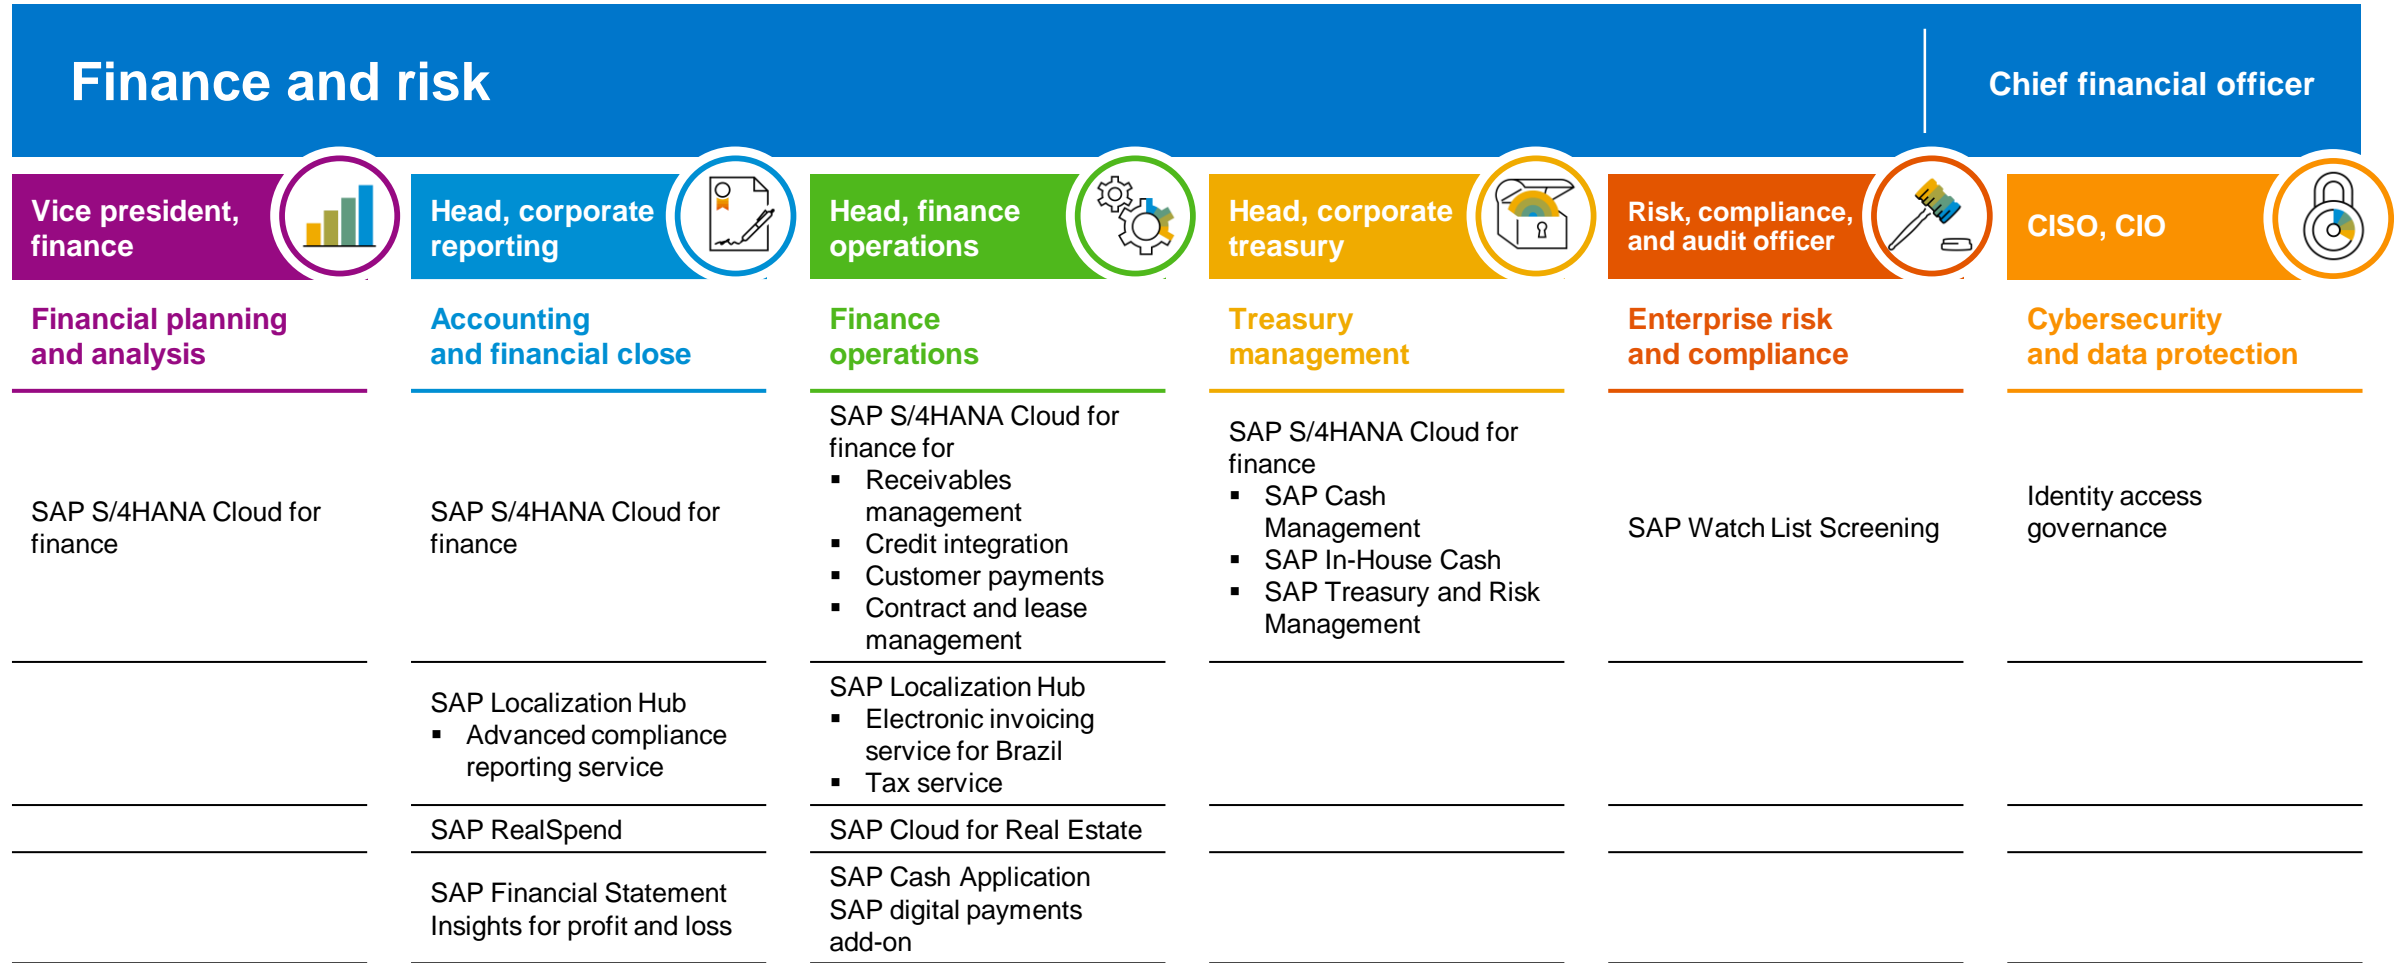 Finance and risk
Chief financial officer
Vice president,
finance
Head, corporate
reporting
Head, finance
operations
Head, corporate
treasury
Risk, compliance,
and audit officer
CISO, CIO
Financial planning
and analysis
Accounting
and financial close
Finance
operations
Treasury
management
Enterprise risk
and compliance
Cybersecurity
and data protection
SAP S/4HANA Cloud for
finance
SAP S/4HANA Cloud for
finance
SAP S/4HANA Cloud for
finance for
▪ Receivables
management
▪ Credit integration
▪ Customer payments
▪ Contract and lease
management
SAP S/4HANA Cloud for
finance
▪ SAP Cash
Management
▪ SAP In-House Cash
▪ SAP Treasury and Risk
Management
SAP Watch List Screening
Identity access
governance
SAP Localization Hub
▪ Advanced compliance
reporting service
SAP Localization Hub
▪ Electronic invoicing
service for Brazil
▪ Tax service
SAP RealSpend
SAP Cloud for Real Estate
SAP Financial Statement
Insights for profit and loss
SAP Cash Application
SAP digital payments
add-on